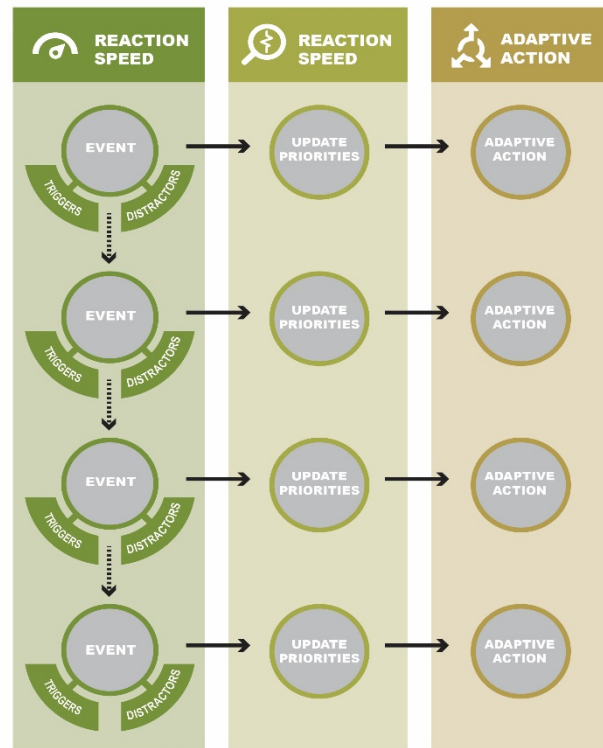 REACTION
SPEED
REACTION
SPEED
ADAPTIVE
ACTION
EVENT
TRIGGERS
DISTRACTORS
UPDATE
PRIORITIES
ADAPTIVE
ACTION
EVENT
TRIGGERS
DISTRACTORS
UPDATE
PRIORITIES
ADAPTIVE
ACTION
EVENT
TRIGGERS
DISTRACTORS
UPDATE
PRIORITIES
ADAPTIVE
ACTION
EVENT
TRIGGERS
DISTRACTORS
UPDATE
PRIORITIES
ADAPTIVE
ACTION